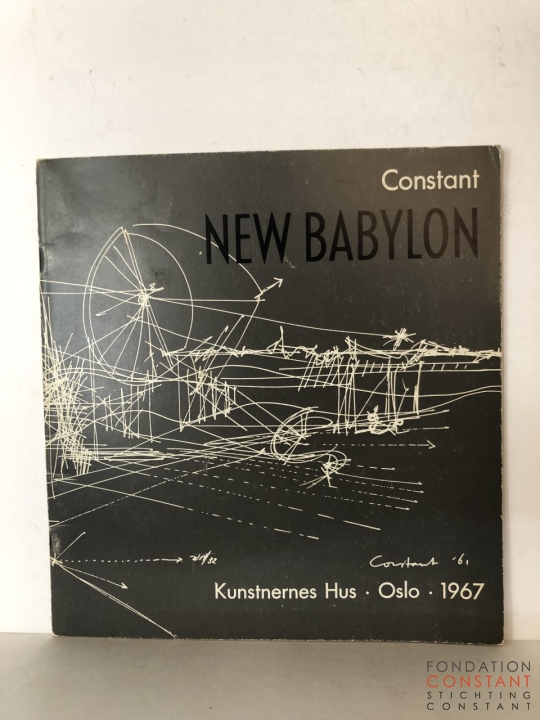 Constant
NEW BABYLON
Constant '61
Kunstnernes Hus · Oslo · 1967
FONDATION
CONSTANT
STICHTING
CONSTANT